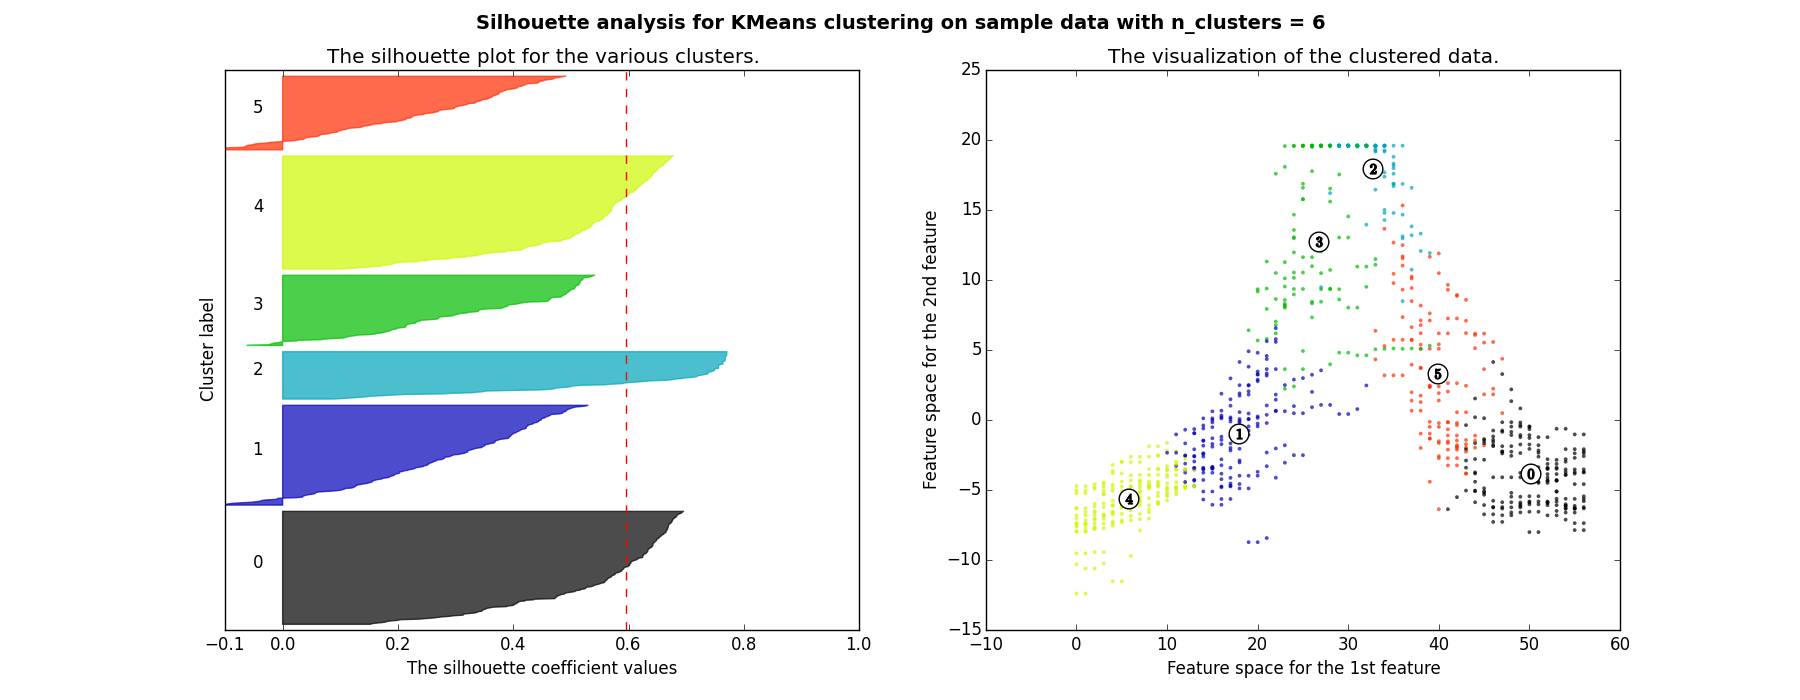 Silhouette analysis for KMeans clustering on sample data with n_clusters = 6
The silhouette plot for the various clusters.
5
4
3
2
1
0
Cluster label
−0.1 0.0 0.2 0.4 0.6 0.8 1.0
The silhouette coefficient values
The visualization of the clustered data.
25
20
15
10
5
0
−5
−10
−15
Feature space for the 2nd feature
2
3
5
1
0
4
−10 0 10 20 30 40 50 60
Feature space for the 1st feature